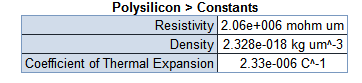 Polysilicon > Constants
Resistivity 2.06e+006 mohm um
Density 2.328e-018 kg um^-3
Coefficient of Thermal Expansion 2.33e-006 C^-1